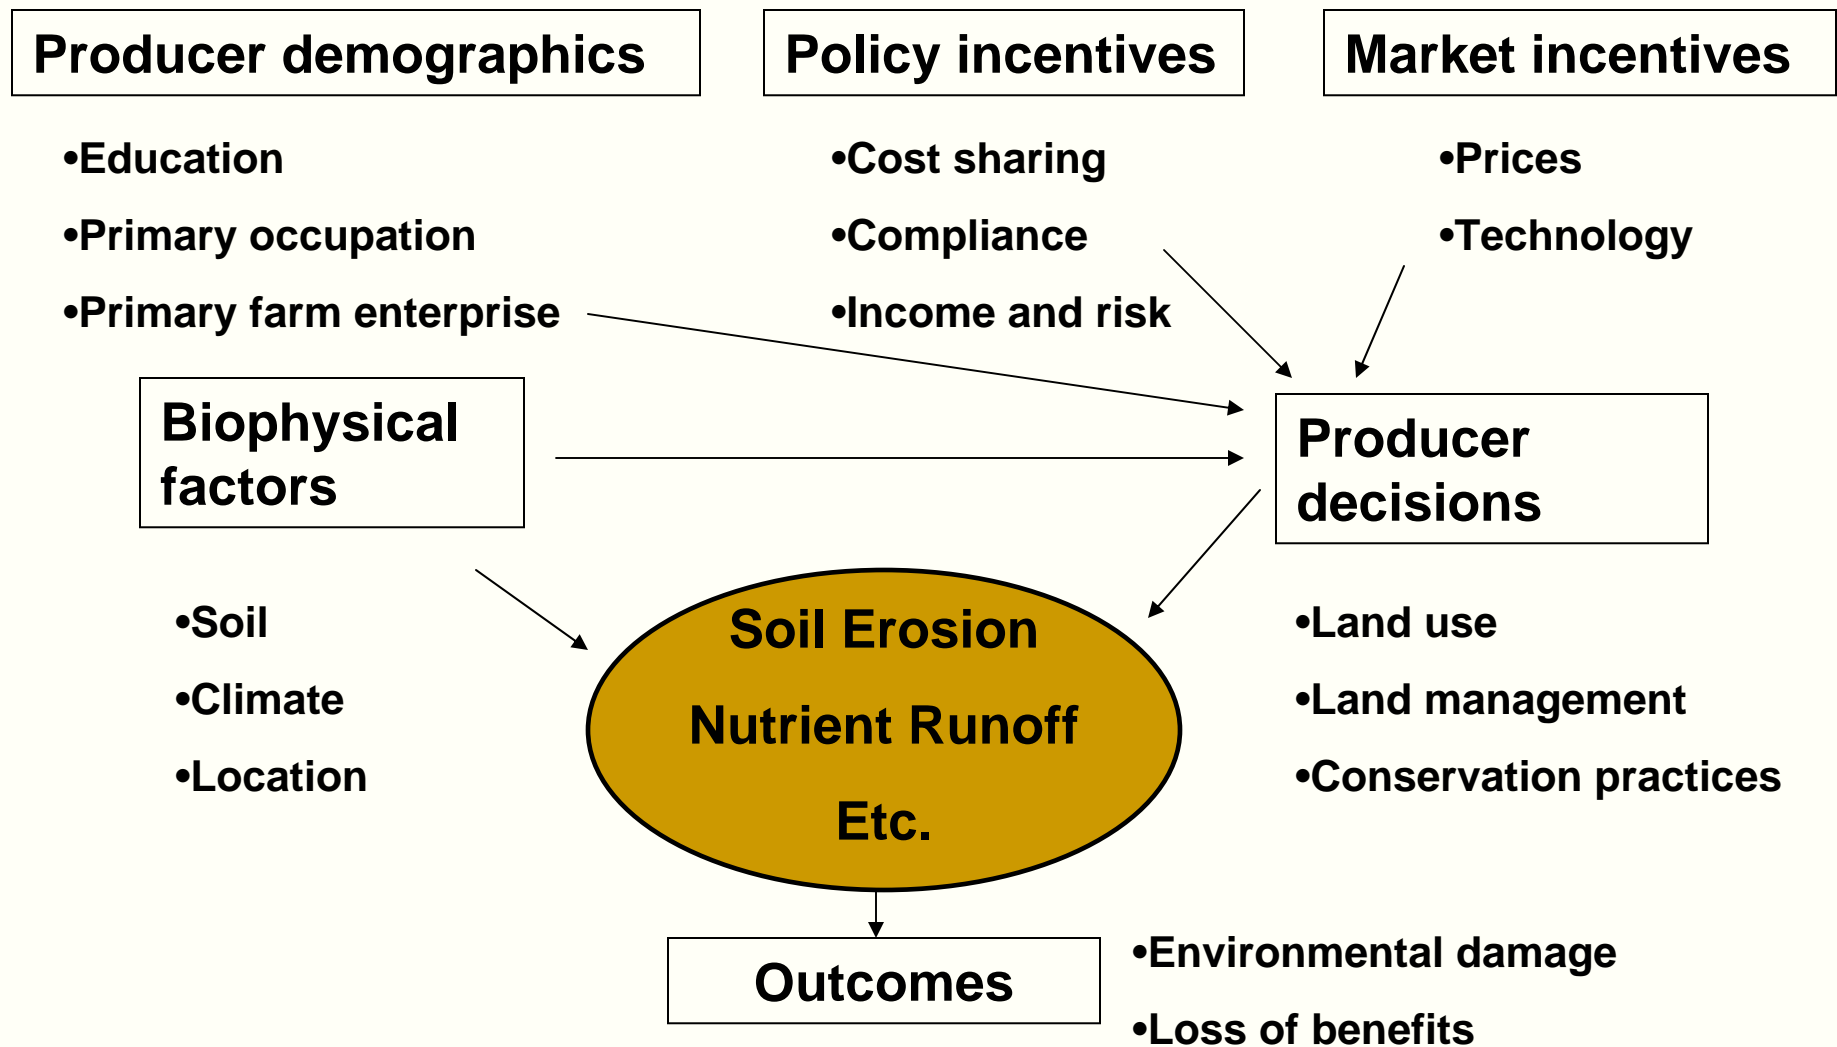 Producer demographics
Policy incentives
Market incentives
•Education
•Primary occupation
•Primary farm enterprise
•Cost sharing
•Compliance
•Income and risk
•Prices
•Technology
Biophysical
factors
Producer
decisions
•Soil
•Climate
•Location
Soil Erosion
Nutrient Runoff
Etc.
•Land use
•Land management
•Conservation practices
Outcomes
•Environmental damage
•Loss of benefits